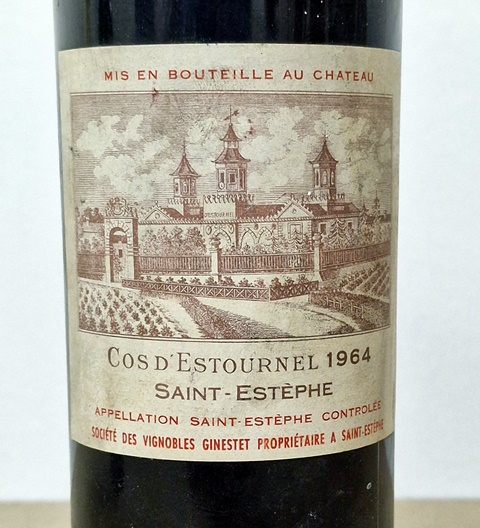 MIS EN BOUTEILLE AU CHATEAU
ESTOURNEL
COS D'ESTOURNEL 1964
SAINT-ESTÈPHE
APPELLATION SAINT-ESTÈPHE CONTROLÉE
SOCIÉTÉ DES VIGNOBLES GINESTET PROPRIÉTAIRE A SAINT-ESTÈPHE